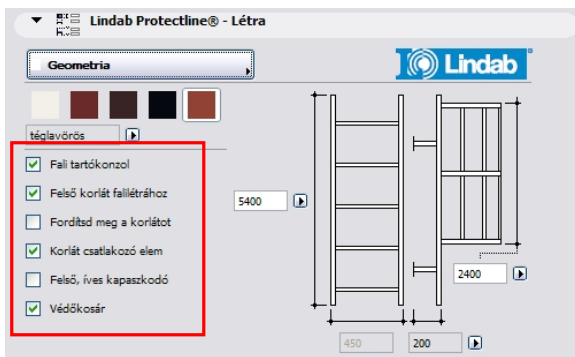 Lindab Protectline® - Létra
Geometria
Lindab®
téglavörös
Fali tartókonzol
Felső korlát falilétrához
Fordítsd meg a korlátot
Korlát csatlakozó elem
Felső, íves kapaszkodó
Védőkosár
5400
2400
450
200